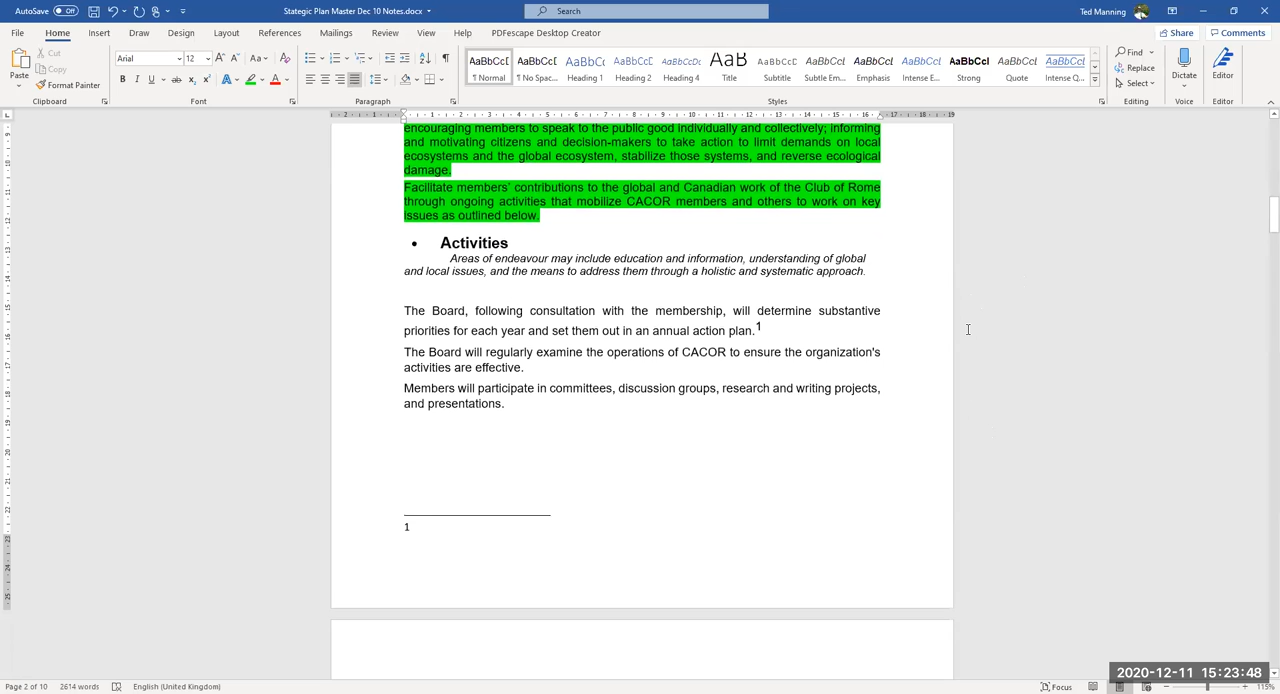 AutoSave Off
Stategic Plan Master Dec 10 Notes.docx
Search
Ted Manning
File Home Insert Draw Design Layout References Mailings Review View Help PDFescape Desktop Creator
Share Comments
Paste
Cut
Copy
Format Painter
Clipboard
Arial 12
Font
Paragraph
AaBbCcI AaBbCcI AaBbC( AaBbCcI AaBbCcDc AaB AaBbCcC AaBbCcI AaBbCcI AaBbCcI AaBbCcI AaBbCcI AaBbCcI
¶ Normal ¶ No Spac... Heading 1 Heading 2 Heading 4 Title Subtitle Subtle Em... Emphasis Intense E... Strong Quote Intense Q...
Styles
Find
Replace
Select
Editing
Dictate
Voice
Editor
Editor
encouraging members to speak to the public good individually and collectively; informing
and motivating citizens and decision-makers to take action to limit demands on local
ecosystems and the global ecosystem, stabilize those systems, and reverse ecological
damage.
Facilitate members' contributions to the global and Canadian work of the Club of Rome
through ongoing activities that mobilize CACOR members and others to work on key
issues as outlined below.
• Activities
Areas of endeavour may include education and information, understanding of global
and local issues, and the means to address them through a holistic and systematic approach.
The Board, following consultation with the membership, will determine substantive
priorities for each year and set them out in an annual action plan.1
The Board will regularly examine the operations of CACOR to ensure the organization's
activities are effective.
Members will participate in committees, discussion groups, research and writing projects,
and presentations.
1
Page 2 of 10 2614 words English (United Kingdom)
Focus
115%
2020-12-11 15:23:48